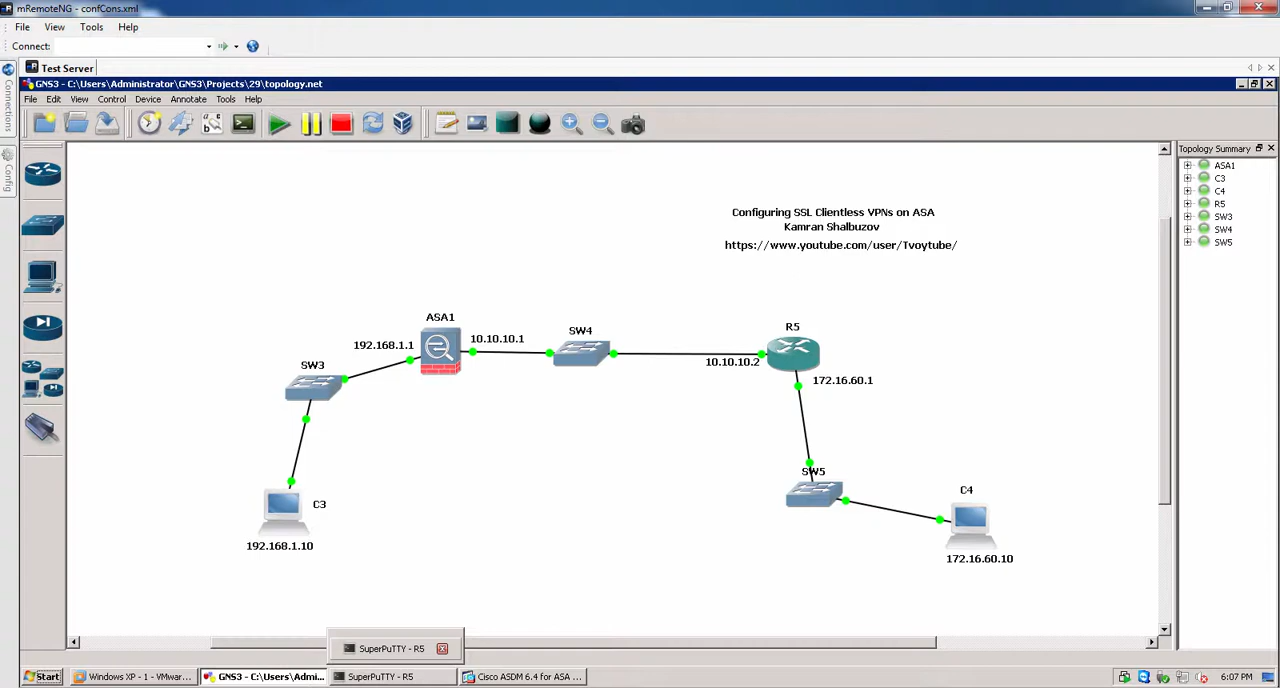 mRemoteNG - confCons.xml
File View Tools Help
Connect:
Test Server
Connections
Config
GNS3 - C:\Users\Administrator\GNS3\Projects\29\topology.net
File Edit View Control Device Annotate Tools Help
Topology Summary
ASA1
C3
C4
R5
SW3
SW4
SW5
Configuring SSL Clientless VPNs on ASA
Kamran Shalbuzov
https://www.youtube.com/user/Tvoytube/
ASA1
192.168.1.1
10.10.10.1
SW4
R5
10.10.10.2
172.16.60.1
SW3
SW5
C4
C3
192.168.1.10
172.16.60.10
SuperPuTTY - R5
Start
Windows XP - 1 - VMwar...
GNS3 - C:\Users\Admi...
SuperPuTTY - R5
Cisco ASDM 6.4 for ASA ...
6:07 PM